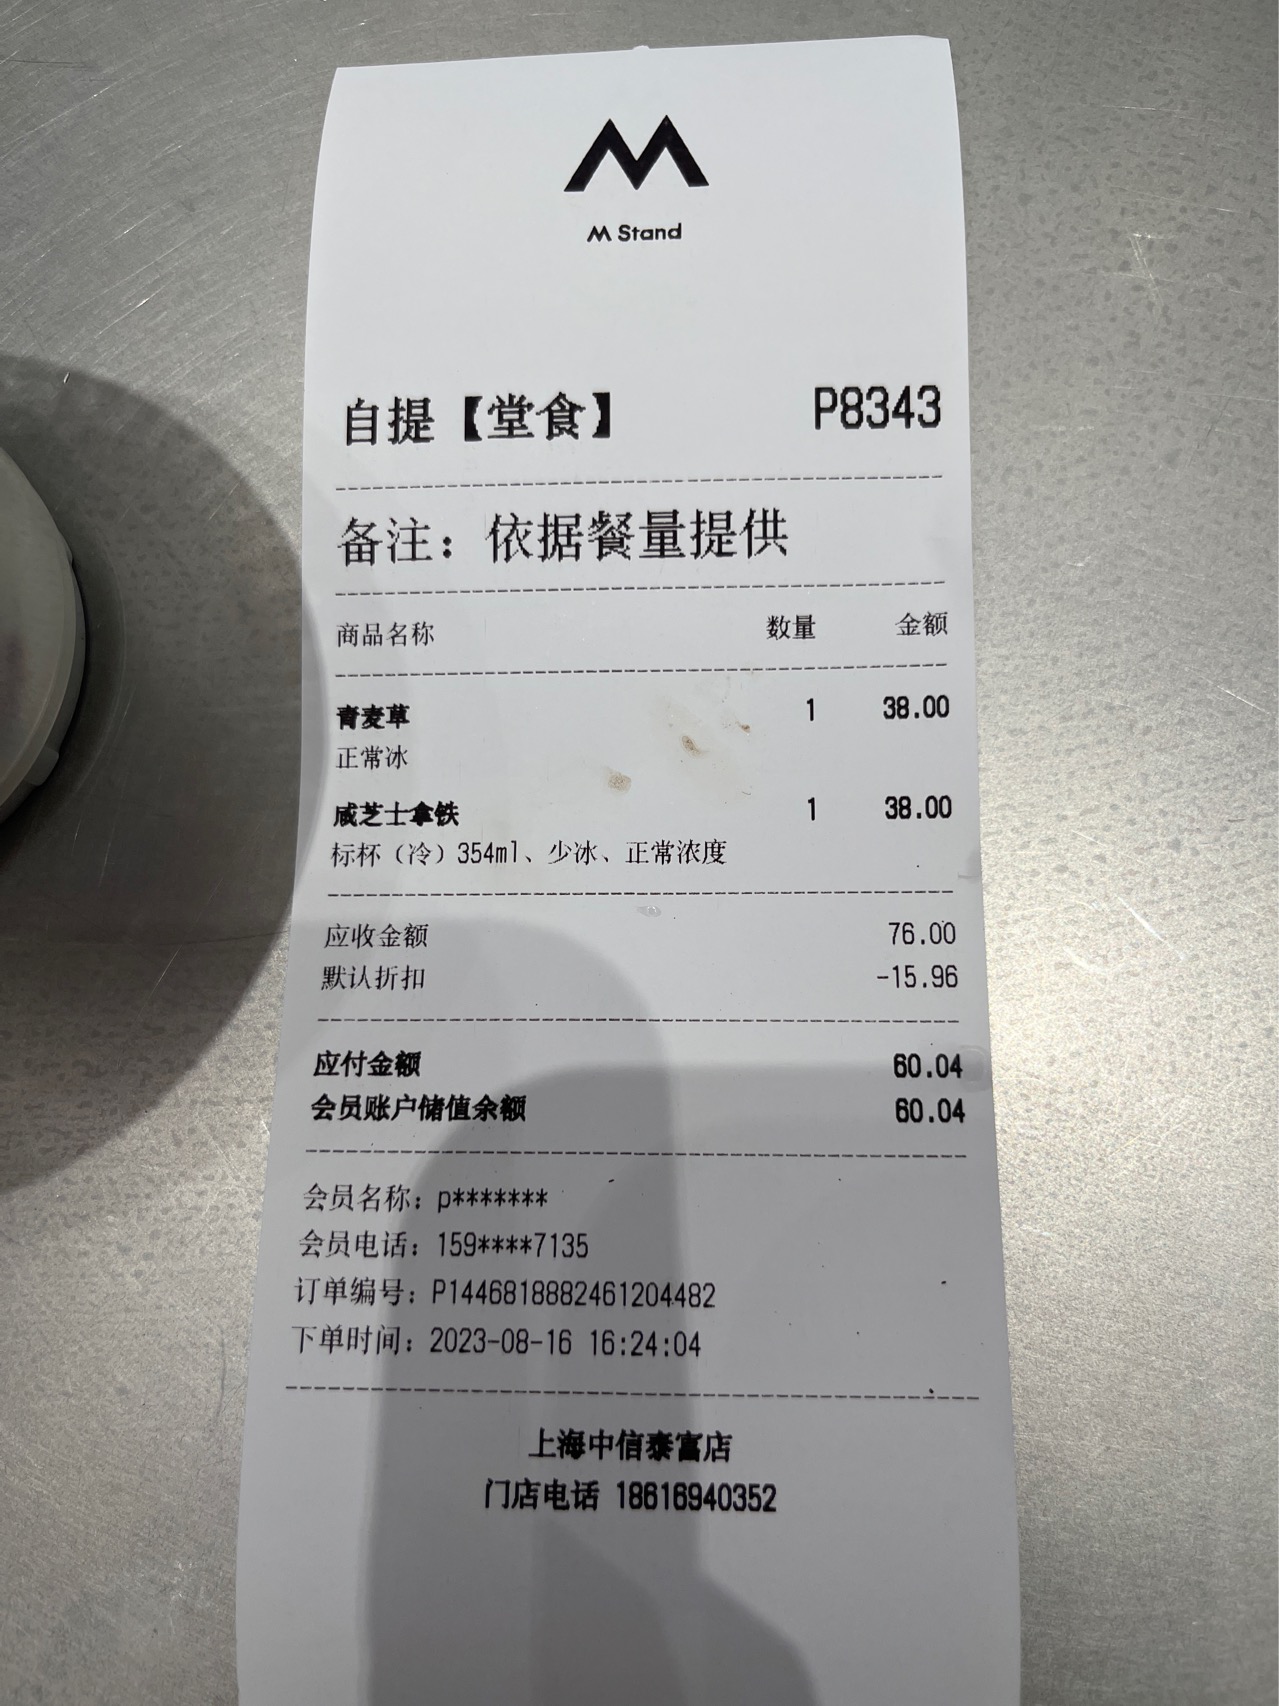 M Stand
自提【堂食】 P8343
备注：依据餐量提供
商品名称 数量 金额
青麦草 1 38.00
正常冰
咸芝士拿铁 1 38.00
标杯（冷）354ml、少冰、正常浓度
应收金额 76.00
默认折扣 -15.96
应付金额 60.04
会员账户储值余额 60.04
会员名称：p*******
会员电话：159****7135
订单编号：P1446818882461204482
下单时间：2023-08-16 16:24:04
上海中信泰富店
门店电话 18616940352